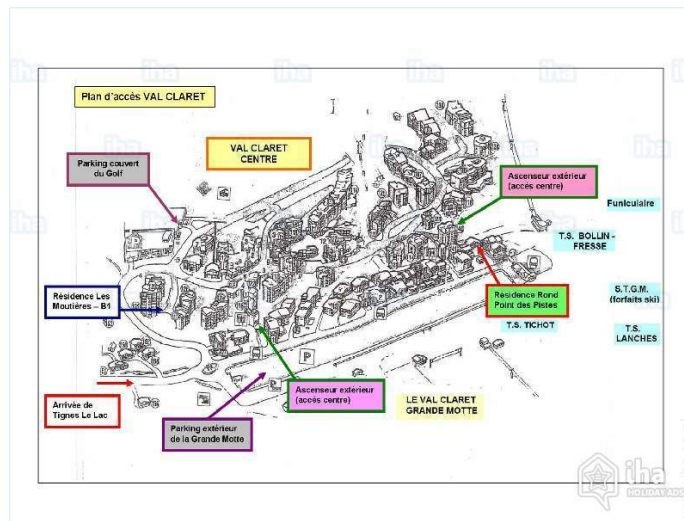 Plan d'accès VAL CLARET
VAL CLARET
CENTRE
Parking couvert
du Golf
Ascenseur extérieur
(accès centre)
Funiculaire
T.S. BOLLIN -
FRESSE
Résidence Les
Moutières – B1
Résidence Rond
Point des Pistes
S.T.G.M.
(forfaits ski)
T.S. TICHOT
T.S.
LANCHES
P
Ascenseur extérieur
(accès centre)
LE VAL CLARET
GRANDE MOTTE
Arrivée de
Tignes Le Lac
Parking extérieur
de la Grande Motte
iha
HOLIDAY ADS